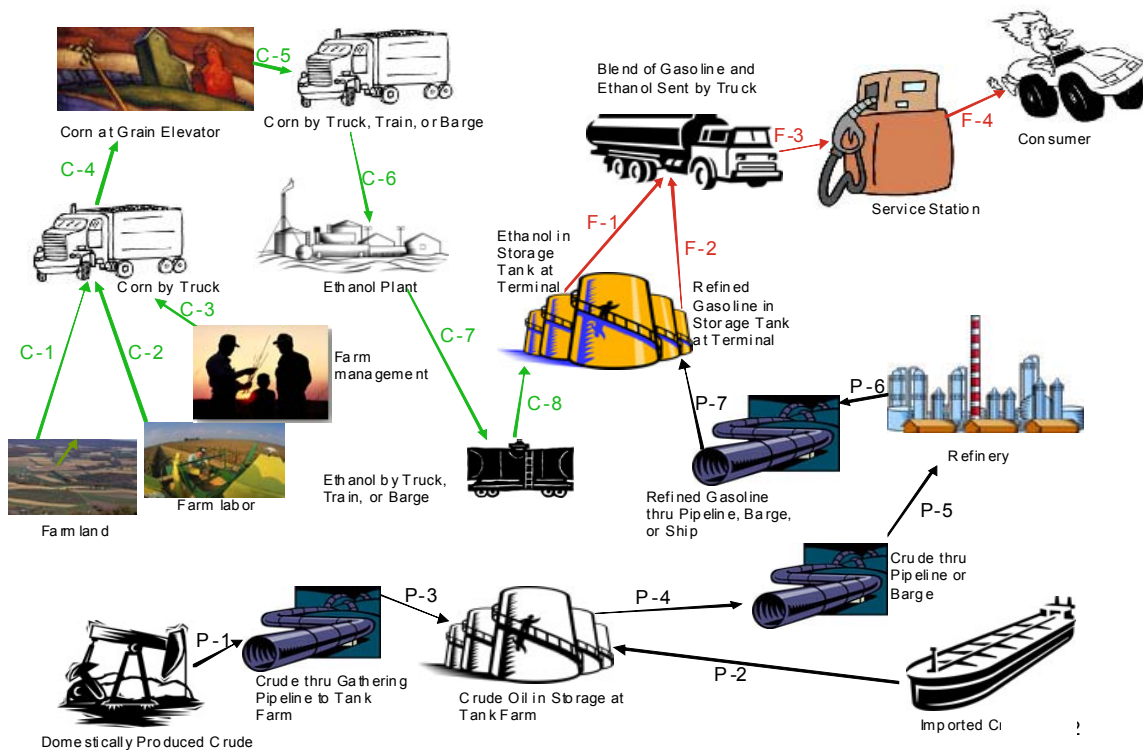 C-5
Blend of Gasoline and
Ethanol Sent by Truck
F-3
F-4
Corn at Grain Elevator
Corn by Truck, Train, or Barge
Consumer
C-4
C-6
Service Station
F-1
F-2
Ethanol in
Storage
Tank at
Terminal
Corn by Truck
Ethanol Plant
Refined
Gasoline in
Storage Tank
at Terminal
C-3
C-1
C-2
C-7
Farm
management
C-8
P-7
P-6
Refinery
Ethanol by Truck,
Train, or Barge
Farm labor
Farmland
Refined Gasoline
thru Pipeline, Barge,
or Ship
P-5
Crude thru
Pipeline or
Barge
P-3
P-4
P-1
P-2
Crude thru Gathering
Pipeline to Tank
Farm
Crude Oil in Storage at
Tank Farm
Imported
Domestically Produced Crude